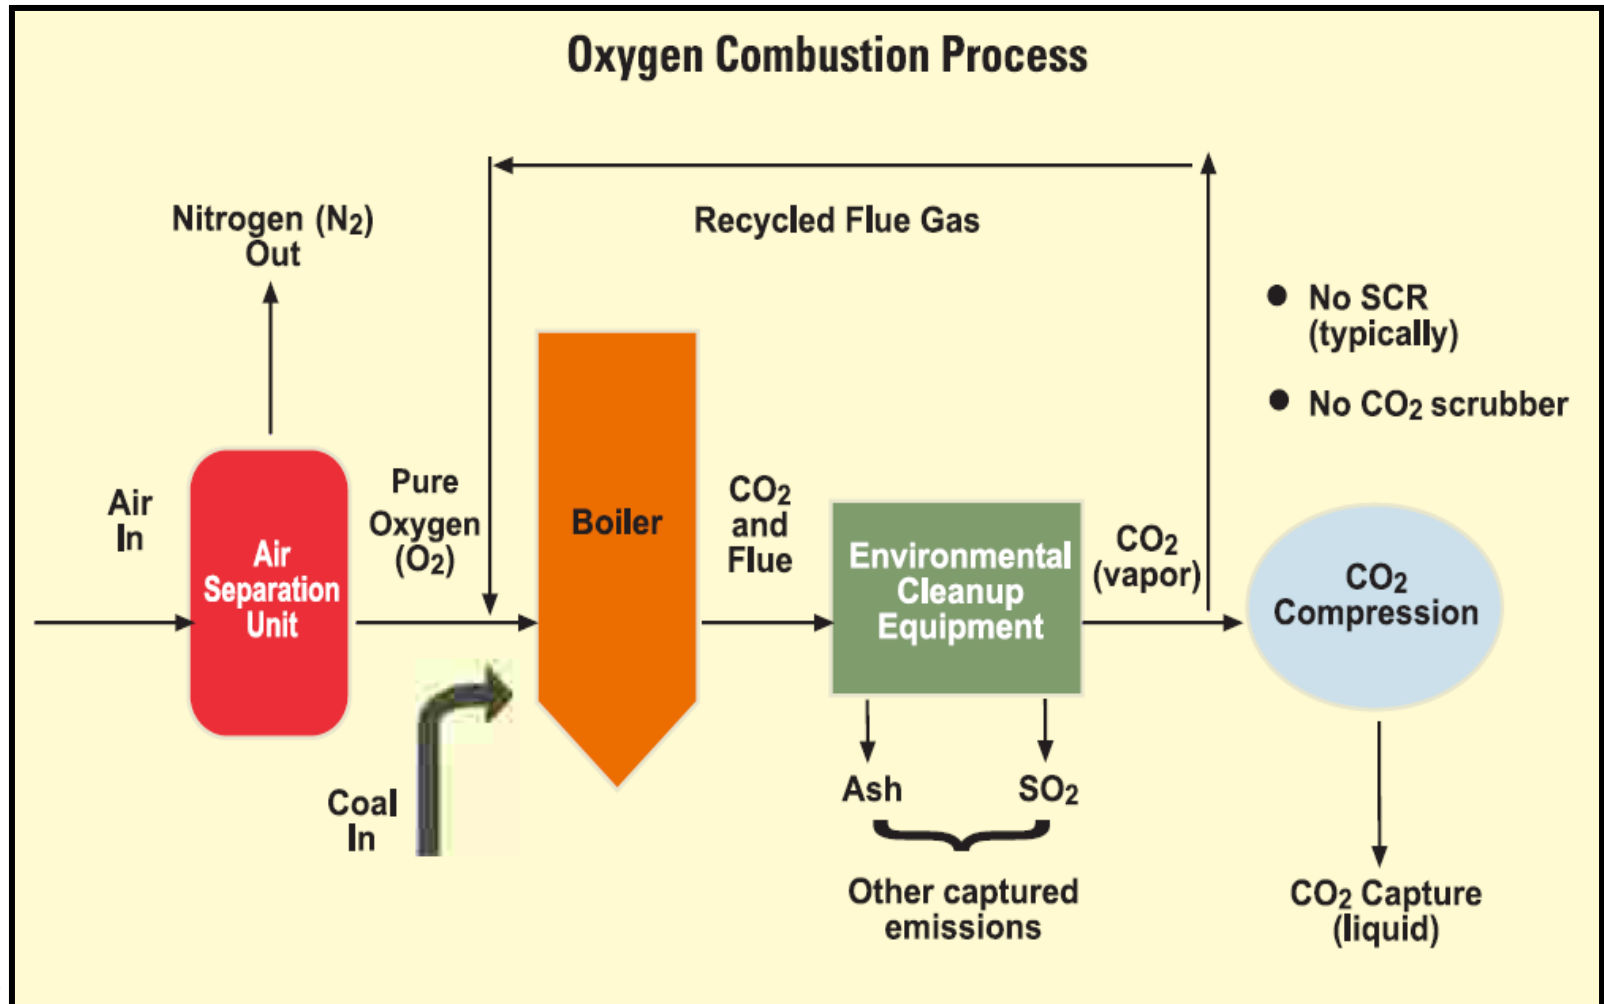 Oxygen Combustion Process
Nitrogen (N₂)
Out
Recycled Flue Gas
● No SCR
(typically)
● No CO₂ scrubber
Air
In
Air
Separation
Unit
Pure
Oxygen
(O₂)
Boiler
CO₂
and
Flue
Environmental
Cleanup
Equipment
CO₂
(vapor)
CO₂
Compression
Coal
In
Ash
SO₂
Other captured
emissions
CO₂ Capture
(liquid)